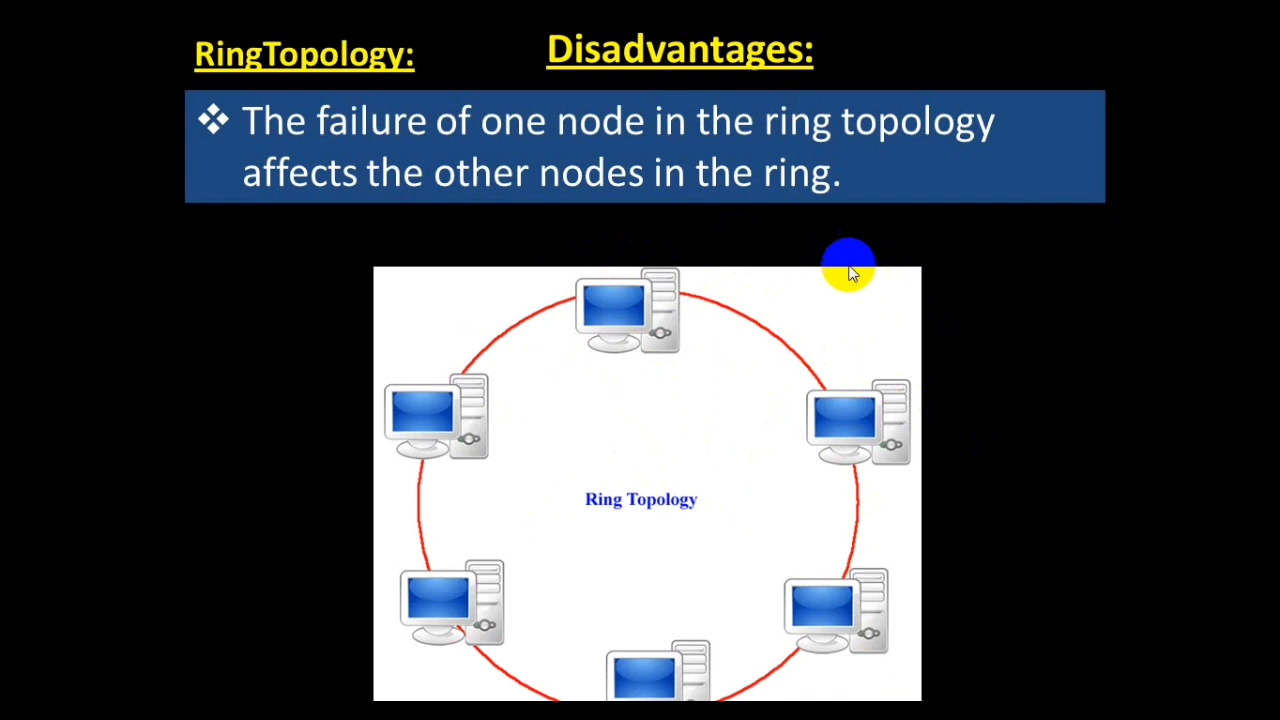 RingTopology:
Disadvantages:
❖ The failure of one node in the ring topology
affects the other nodes in the ring.
Ring Topology